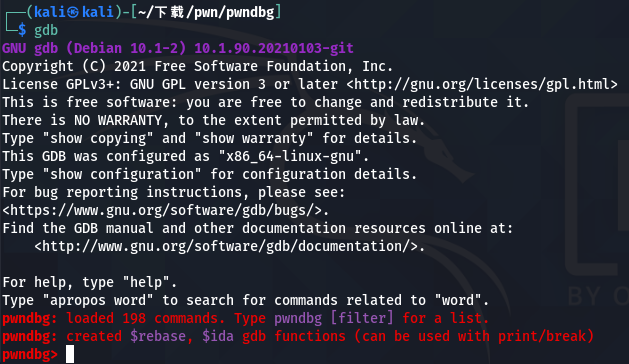 ┌──(kali㉿kali)-[~/下载/pwn/pwndbg]
└─$ gdb
GNU gdb (Debian 10.1-2) 10.1.90.20210103-git
Copyright (C) 2021 Free Software Foundation, Inc.
License GPLv3+: GNU GPL version 3 or later <http://gnu.org/licenses/gpl.html>
This is free software: you are free to change and redistribute it.
There is NO WARRANTY, to the extent permitted by law.
Type "show copying" and "show warranty" for details.
This GDB was configured as "x86_64-linux-gnu".
Type "show configuration" for configuration details.
For bug reporting instructions, please see:
<https://www.gnu.org/software/gdb/bugs/>.
Find the GDB manual and other documentation resources online at:
    <http://www.gnu.org/software/gdb/documentation/>.

For help, type "help".
Type "apropos word" to search for commands related to "word".
pwndbg: loaded 198 commands. Type pwndbg [filter] for a list.
pwndbg: created $rebase, $ida gdb functions (can be used with print/break)
pwndbg>
BY O